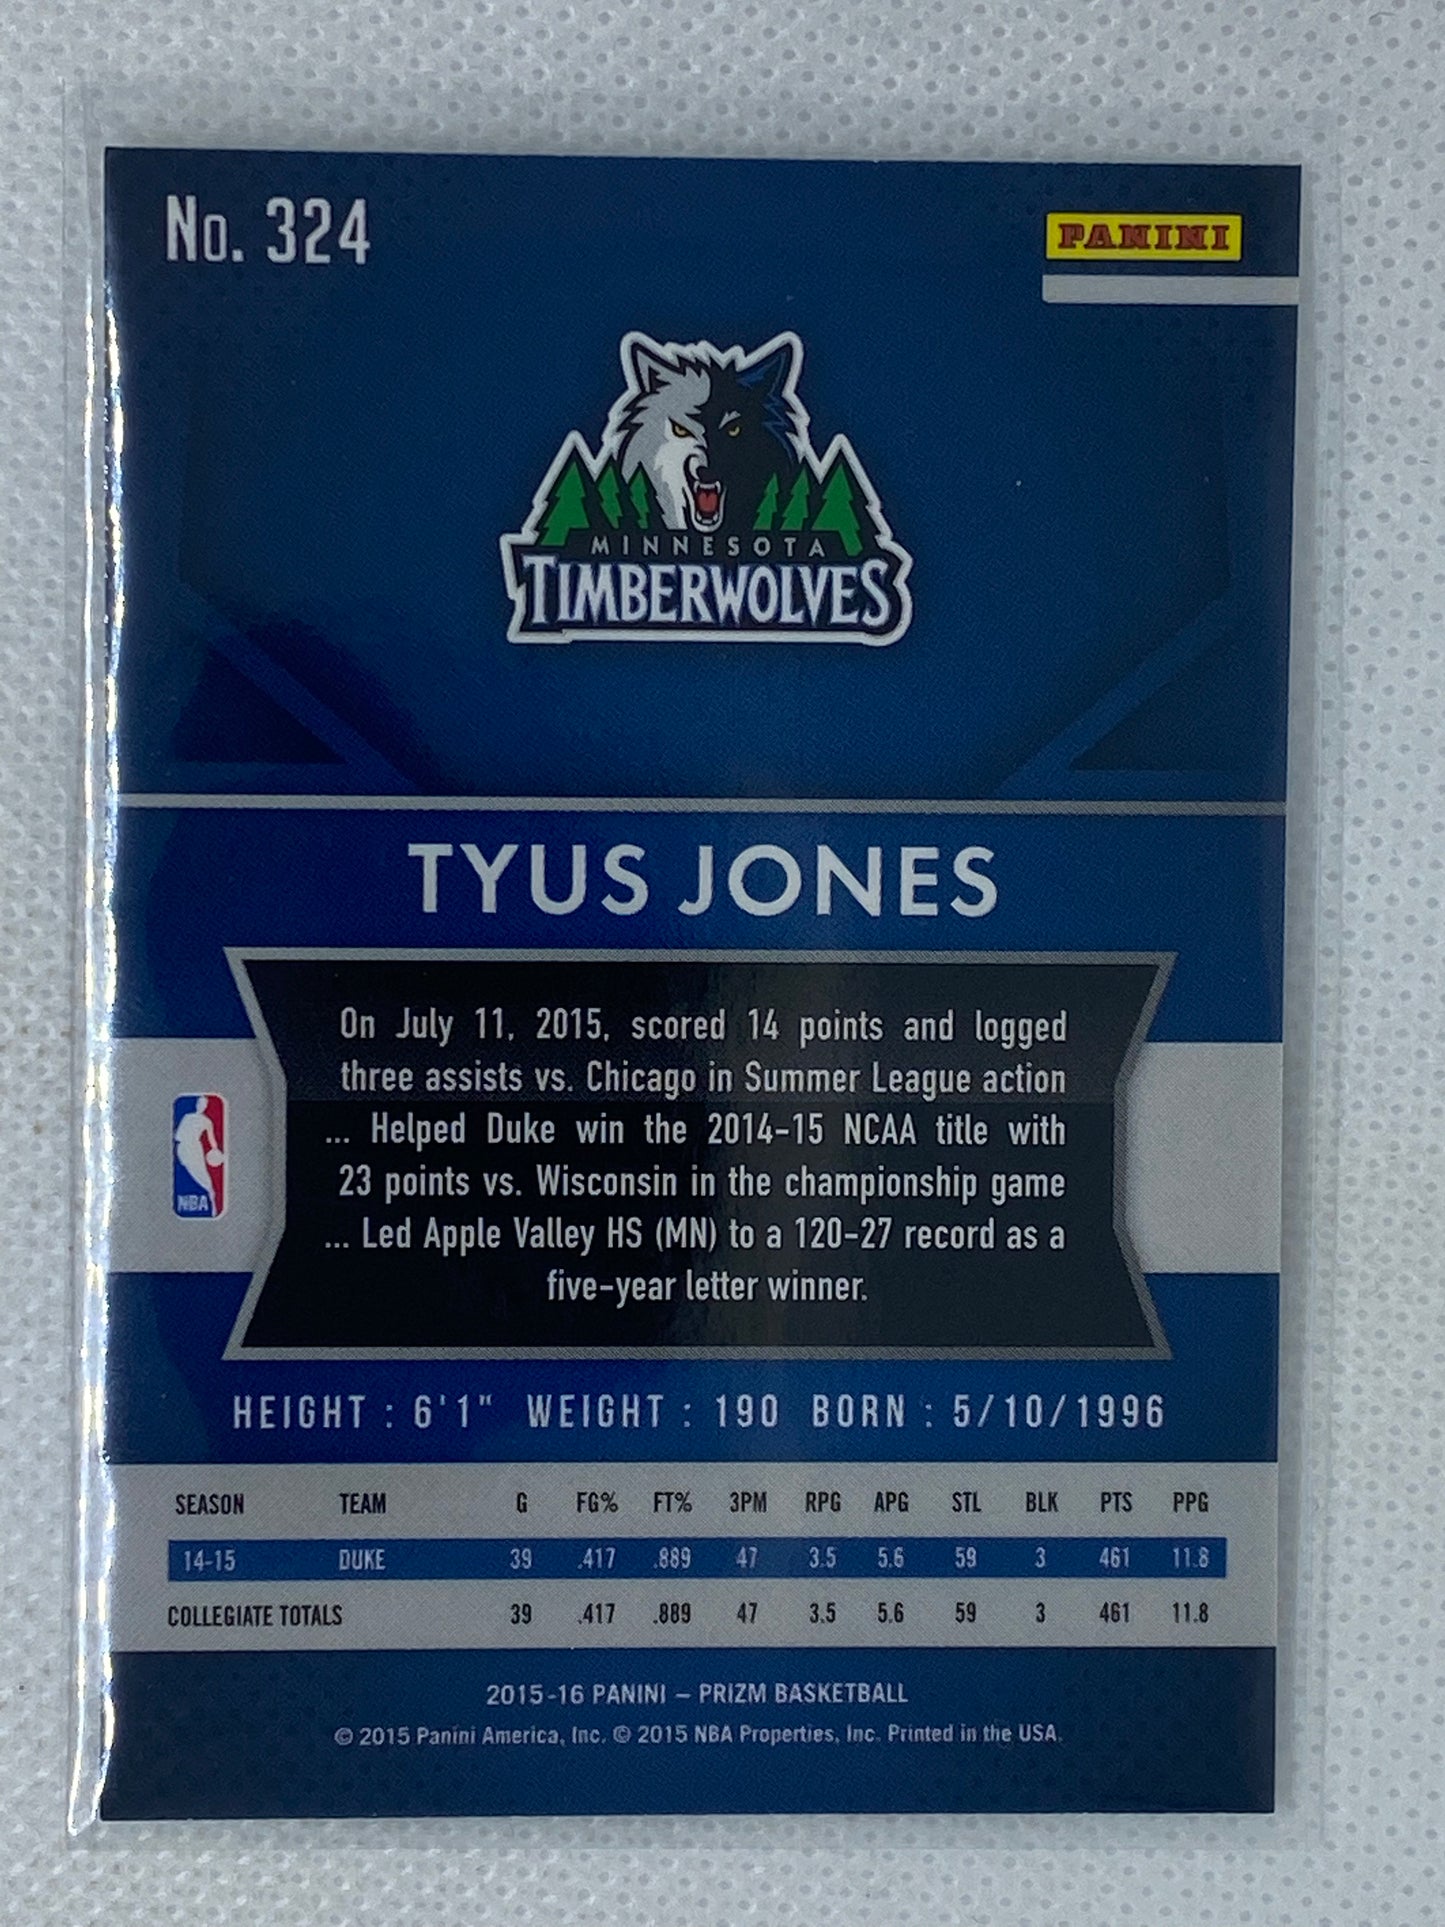 No. 324
PANINI
MINNESOTA
TIMBERWOLVES
TYUS JONES
On July 11, 2015, scored 14 points and logged
three assists vs. Chicago in Summer League action
... Helped Duke win the 2014-15 NCAA title with
23 points vs. Wisconsin in the championship game
... Led Apple Valley HS (MN) to a 120-27 record as a
five-year letter winner.
NBA
HEIGHT : 6'1" WEIGHT : 190 BORN : 5/10/1996
SEASON TEAM G FG% FT% 3PM RPG APG STL BLK PTS PPG
14-15 DUKE 39 .417 .889 47 3.5 5.6 59 3 461 11.8
COLLEGIATE TOTALS 39 .417 .889 47 3.5 5.6 59 3 461 11.8
2015-16 PANINI – PRIZM BASKETBALL
© 2015 Panini America, Inc. © 2015 NBA Properties, Inc. Printed in the USA.